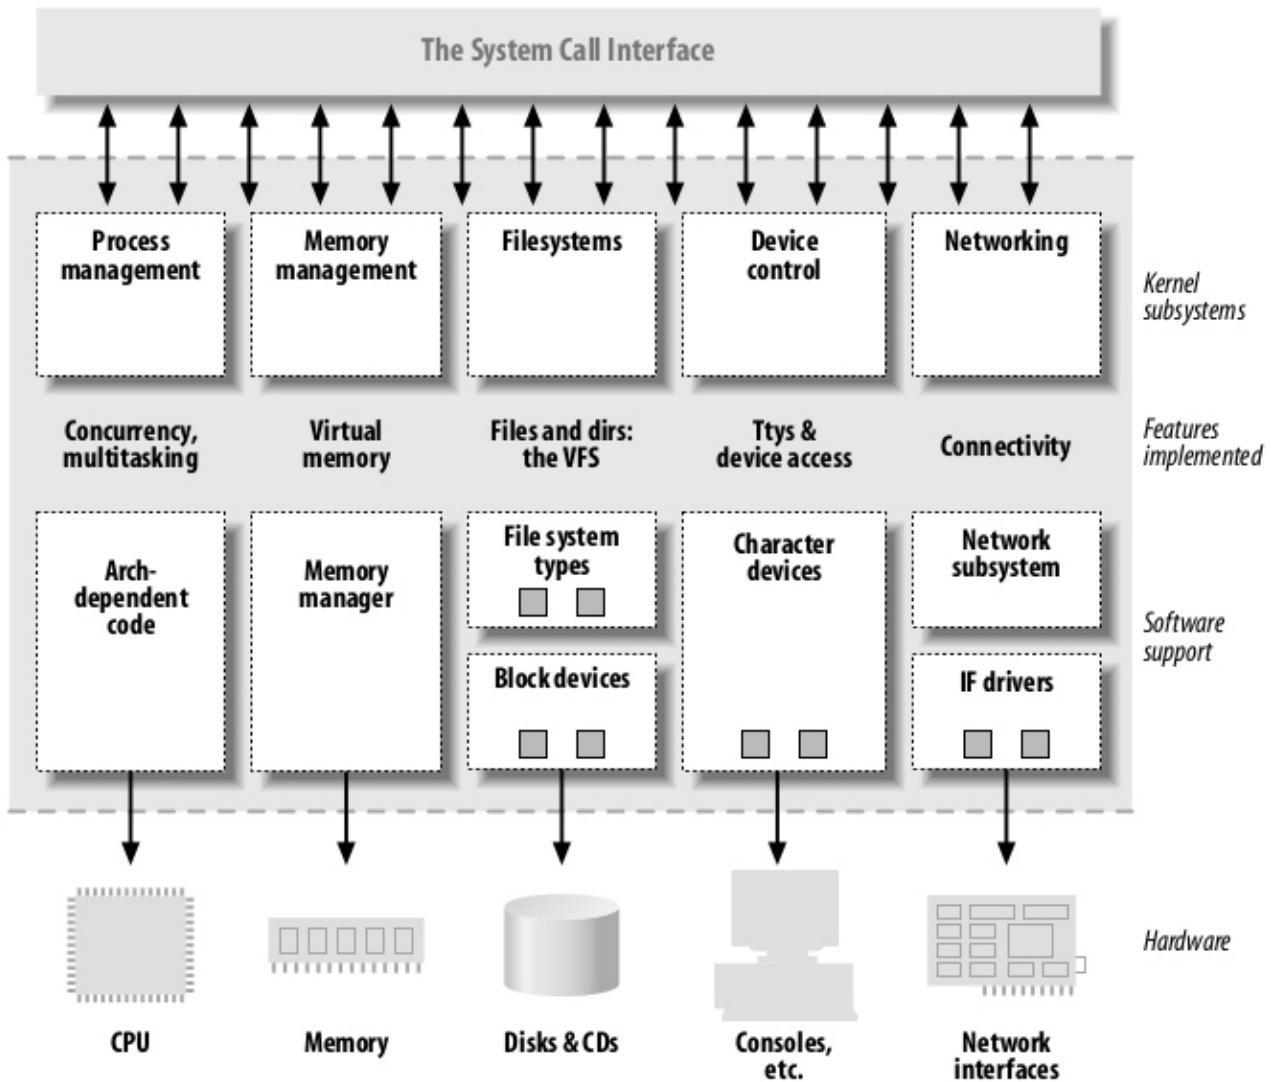 The System Call Interface
Process
management
Memory
management
Filesystems
Device
control
Networking
Kernel
subsystems
Concurrency,
multitasking
Virtual
memory
Files and dirs:
the VFS
Ttys &
device access
Connectivity
Features
implemented
Arch-
dependent
code
Memory
manager
File system
types
Block devices
Character
devices
Network
subsystem
IF drivers
Software
support
Hardware
CPU
Memory
Disks & CDs
Consoles,
etc.
Network
interfaces